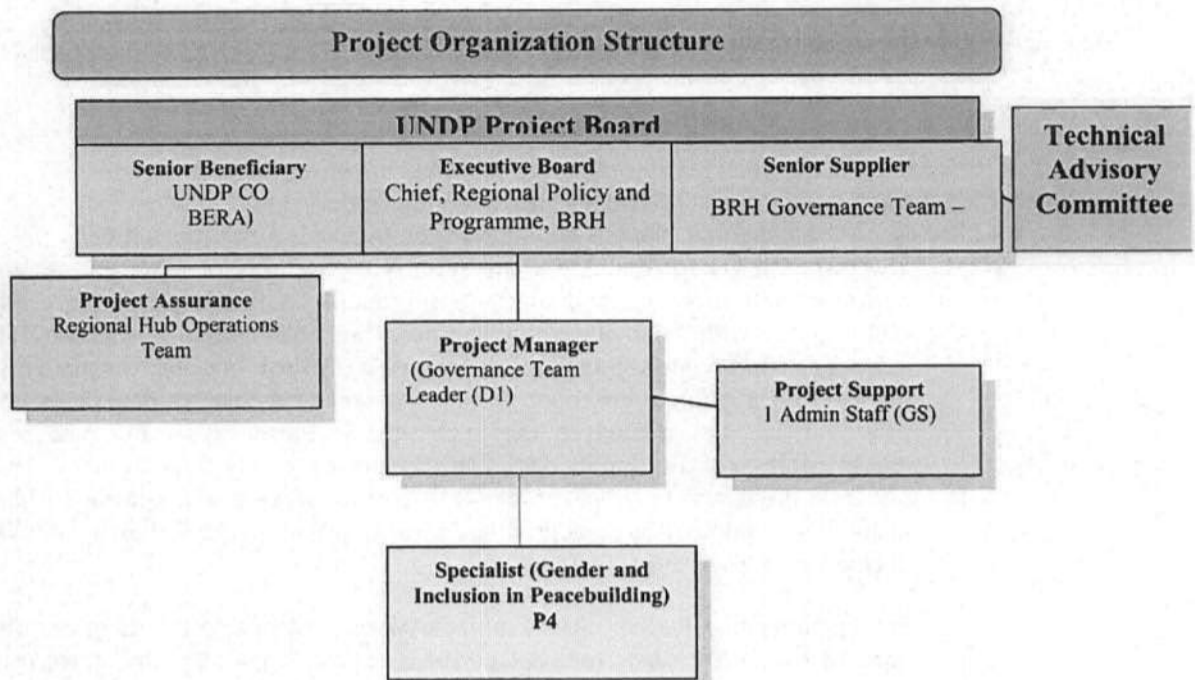 Project Organization Structure
UNDP Project Board
Senior Beneficiary
UNDP CO
BERA)
Executive Board
Chief, Regional Policy and
Programme, BRH
Senior Supplier
BRH Governance Team –
Technical
Advisory
Committee
Project Assurance
Regional Hub Operations
Team
Project Manager
(Governance Team
Leader (D1)
Project Support
1 Admin Staff (GS)
Specialist (Gender and
Inclusion in Peacebuilding)
P4